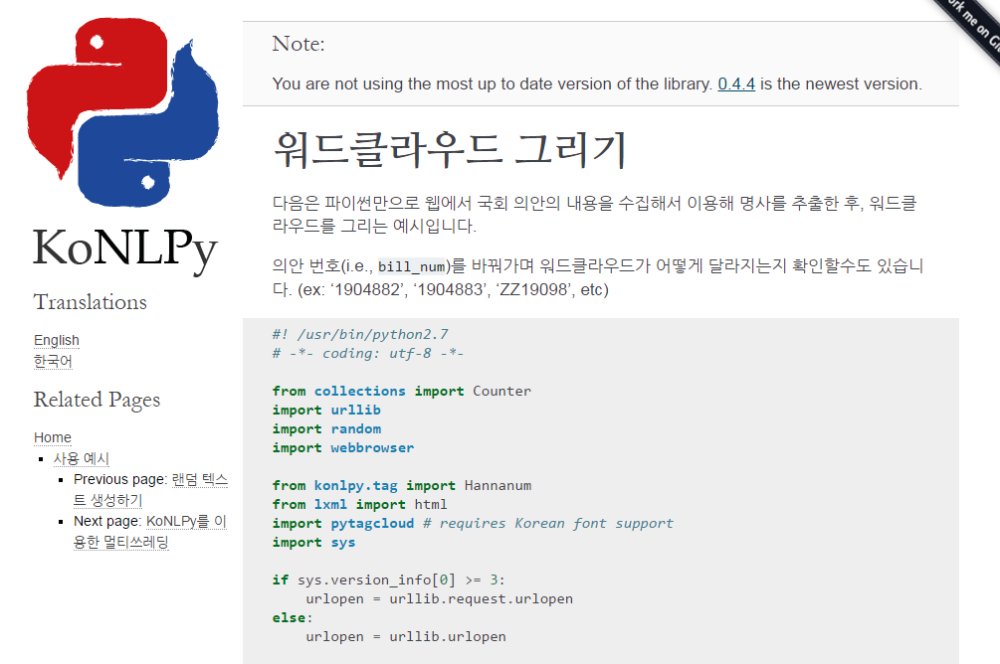 KoNLPy
Translations
English
한국어
Related Pages
Home
사용 예시
Previous page: 랜덤 텍스
트 생성하기
Next page: KoNLPy를 이
용한 멀티쓰레딩
Note:
You are not using the most up to date version of the library. 0.4.4 is the newest version.
워드클라우드 그리기
다음은 파이썬만으로 웹에서 국회 의안의 내용을 수집해서 이용해 명사를 추출한 후, 워드클
라우드를 그리는 예시입니다.
의안 번호(i.e., bill_num)를 바꿔가며 워드클라우드가 어떻게 달라지는지 확인할수도 있습니
다. (ex: ‘1904882’, ‘1904883’, ‘ZZ19098’, etc)
#! /usr/bin/python2.7
# -*- coding: utf-8 -*-
from collections import Counter
import urllib
import random
import webbrowser
from konlpy.tag import Hannanum
from lxml import html
import pytagcloud # requires Korean font support
import sys
if sys.version_info[0] >= 3:
    urlopen = urllib.request.urlopen
else:
    urlopen = urllib.urlopen
me on